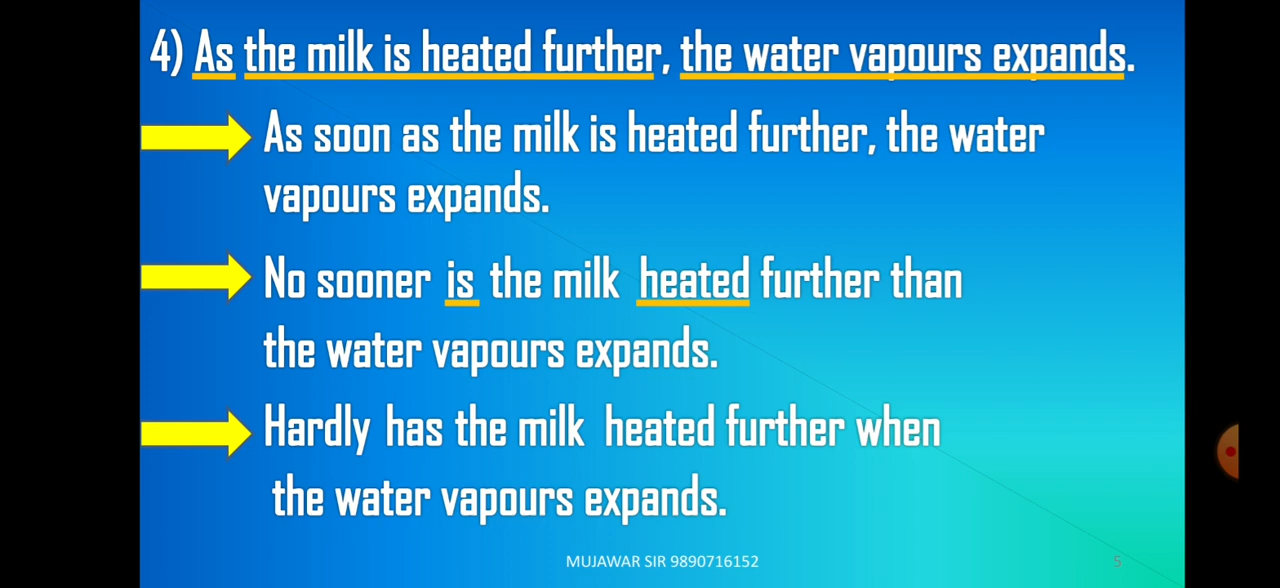 4) As the milk is heated further, the water vapours expands.
As soon as the milk is heated further, the water
vapours expands.
No sooner is the milk heated further than
the water vapours expands.
Hardly has the milk heated further when
the water vapours expands.
MUJAWAR SIR 9890716152
5